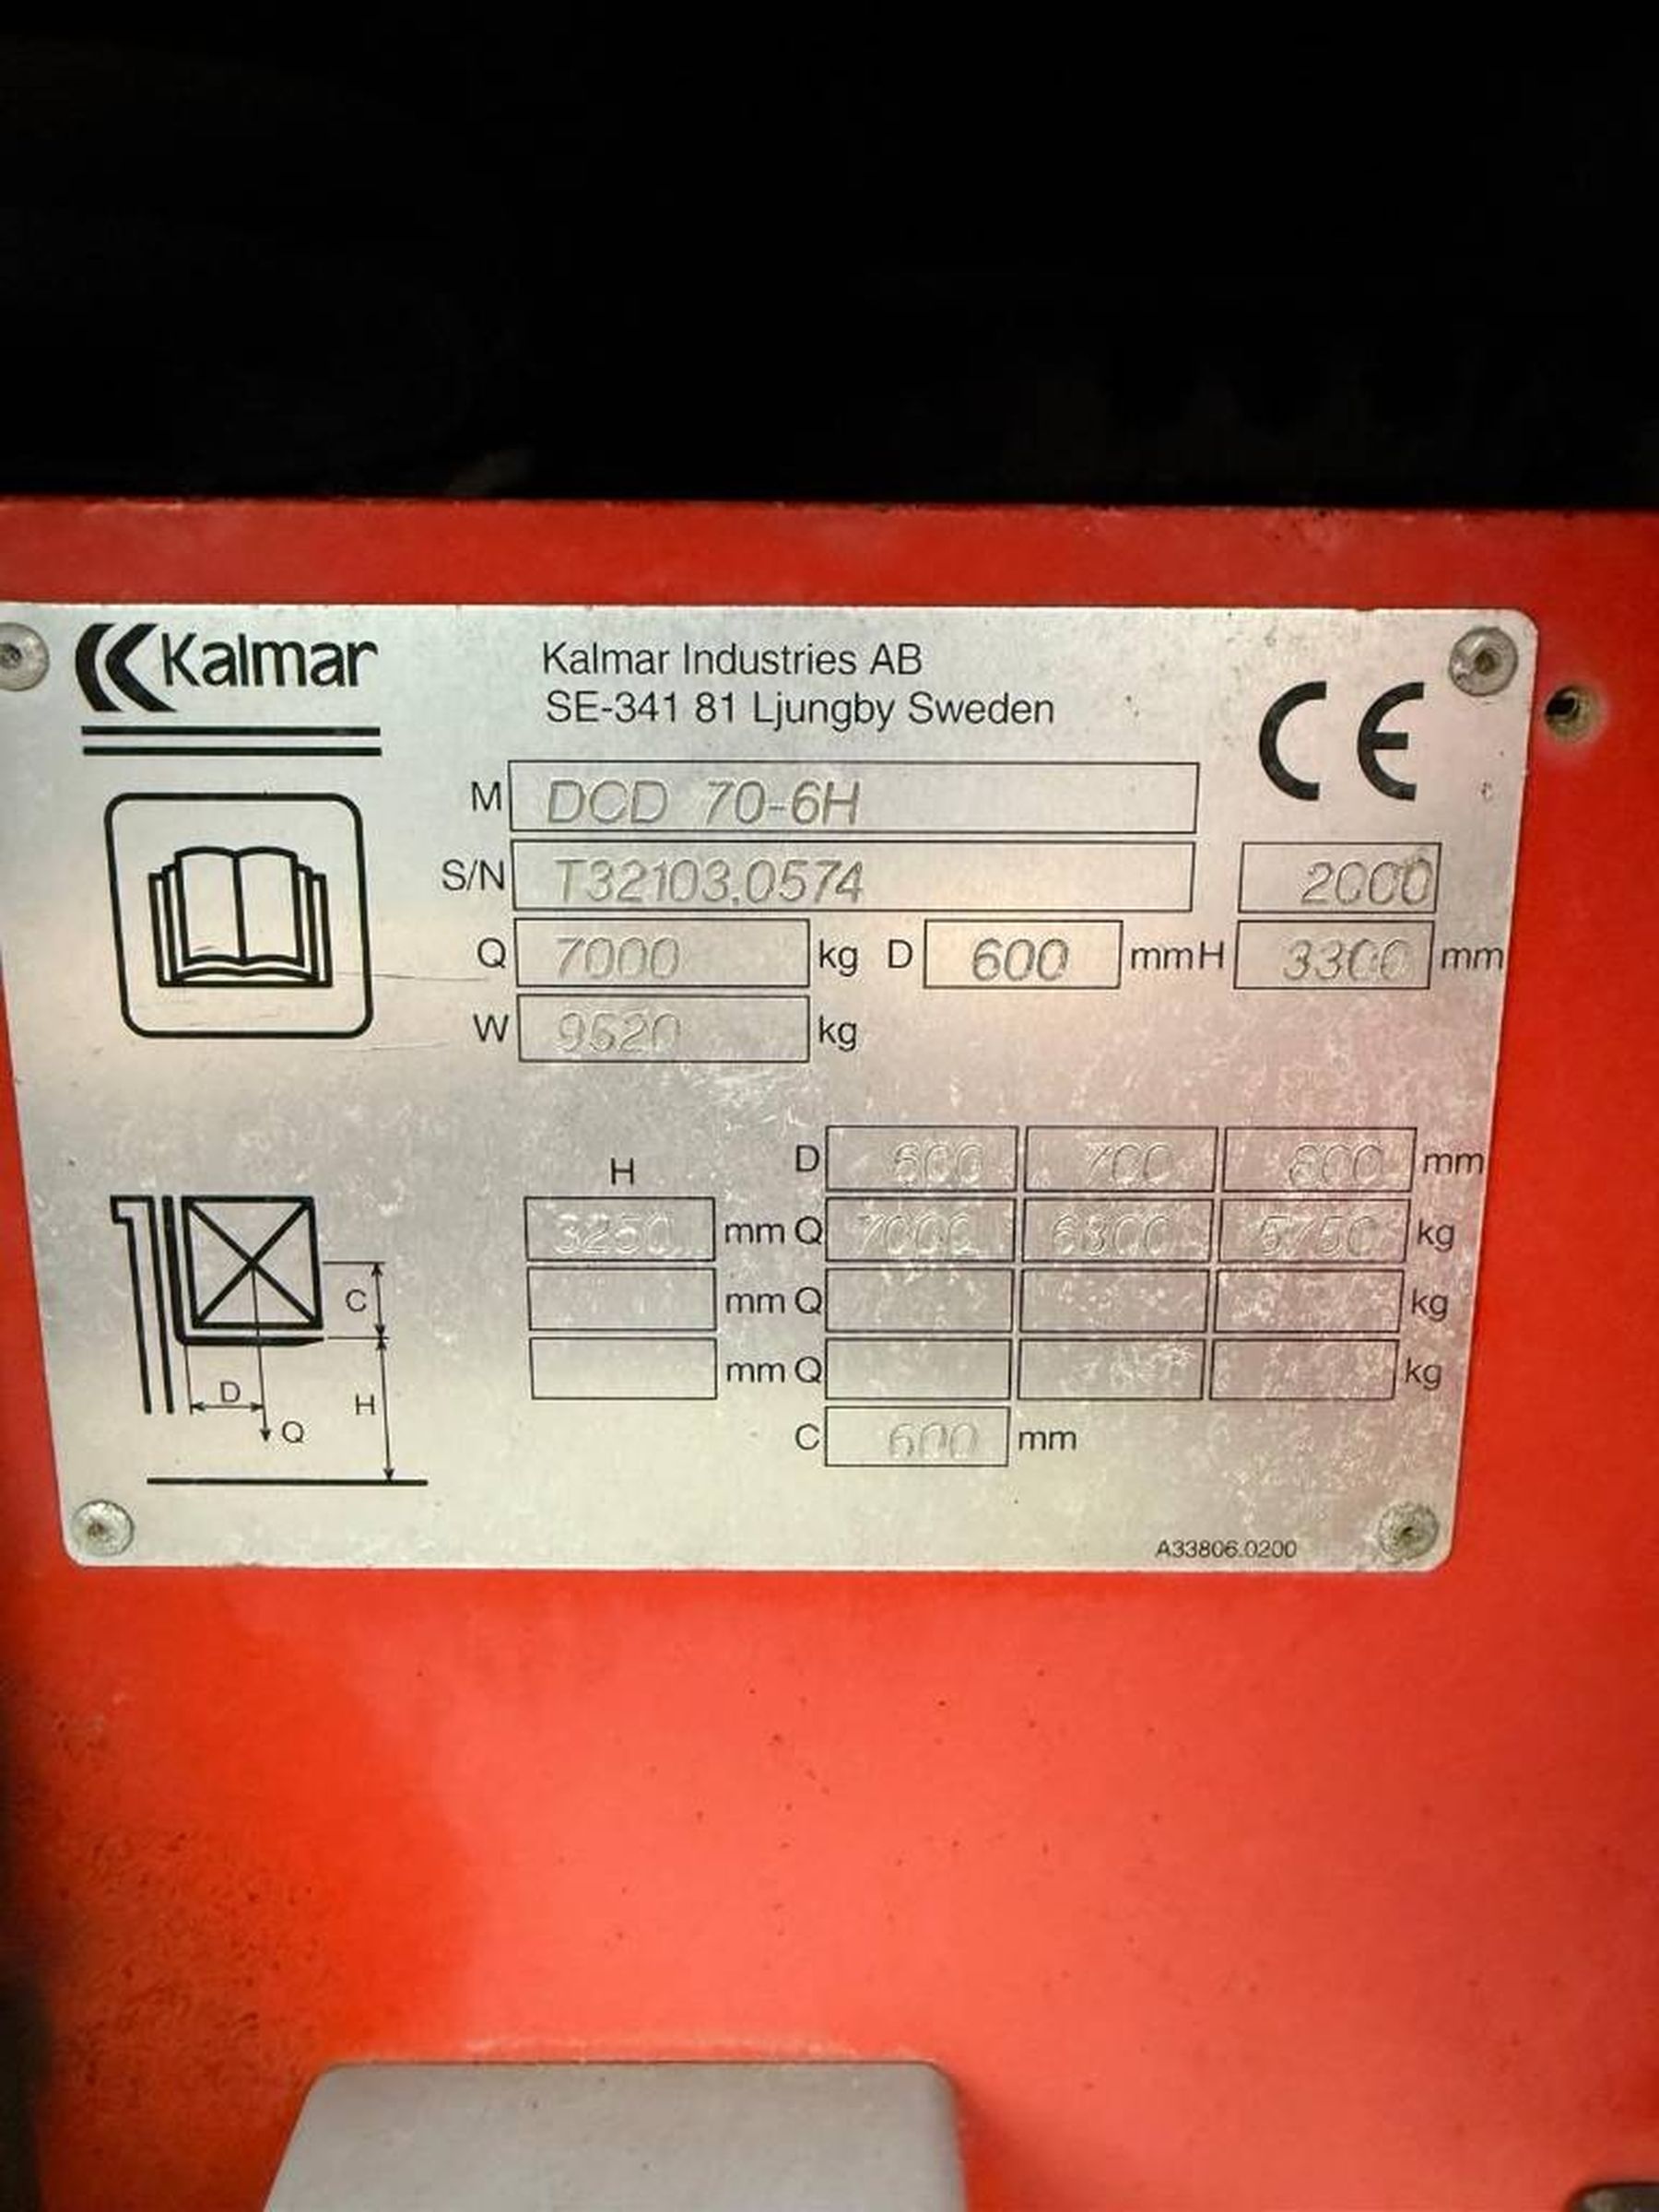 Kalmar
Kalmar Industries AB
SE-341 81 Ljungby Sweden
CE
M DCD 70-6H
S/N T32103.0574 2000
Q 7000 kg D 600 mm H 3300 mm
W 9520 kg
H D 600 700 800 mm
3250 mm Q 7000 6300 5750 kg
mm Q kg
mm Q kg
C 600 mm
C
D
H
Q
A33806.0200